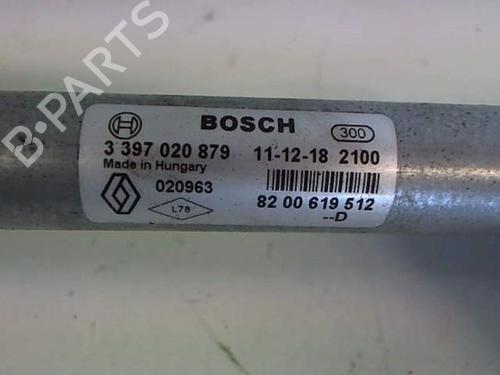 B-PARTS
BOSCH
300
3 397 020 879 11-12-18 2100
Made in Hungary
020963
L78
82 00 619 512
--D